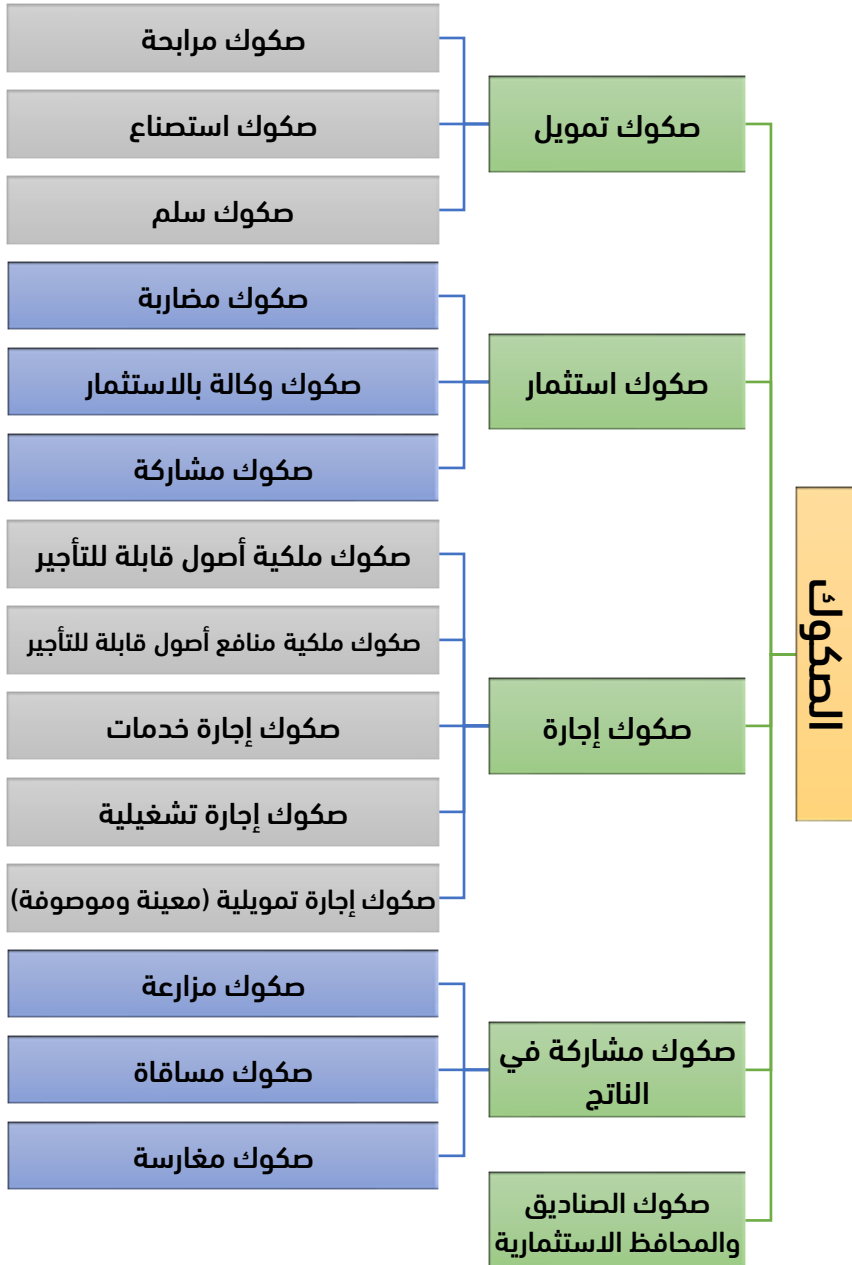 الصكوك
صكوك تمويل
صكوك مرابحة
صكوك استصناع
صكوك سلم
صكوك استثمار
صكوك مضاربة
صكوك وكالة بالاستثمار
صكوك مشاركة
صكوك إجارة
صكوك ملكية أصول قابلة للتأجير
صكوك ملكية منافع أصول قابلة للتأجير
صكوك إجارة خدمات
صكوك إجارة تشغيلية
صكوك إجارة تمويلية (معينة وموصوفة)
صكوك مشاركة في
الناتج
صكوك مزارعة
صكوك مساقاة
صكوك مغارسة
صكوك الصناديق
والمحافظ الاستثمارية